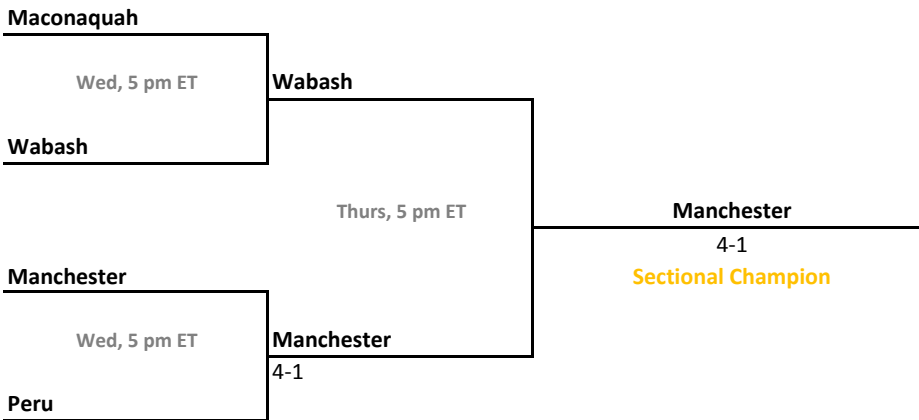 Maconaquah
Wed, 5 pm ET
Wabash
Wabash
Thurs, 5 pm ET
Manchester
4-1
Sectional Champion
Manchester
Wed, 5 pm ET
Manchester
4-1
Peru